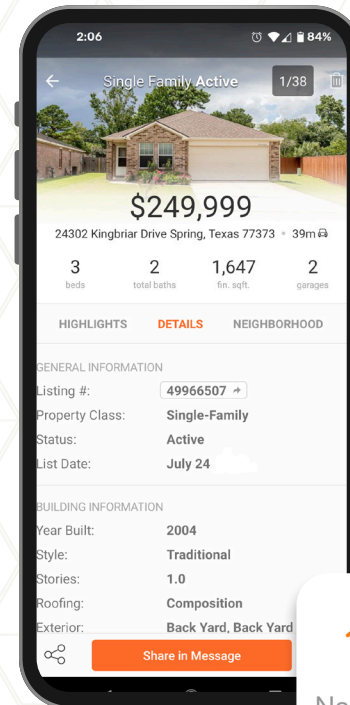 2:06 84%
Single Family Active 1/38
$249,999
24302 Kingbriar Drive Spring, Texas 77373 • 39m
3 2 1,647 2
beds total baths fin. sqft. garages
HIGHLIGHTS DETAILS NEIGHBORHOOD
GENERAL INFORMATION
Listing #: 49966507
Property Class: Single-Family
Status: Active
List Date: July 24
BUILDING INFORMATION
Year Built: 2004
Style: Traditional
Stories: 1.0
Roofing: Composition
Exterior: Back Yard, Back Yard
Share in Message